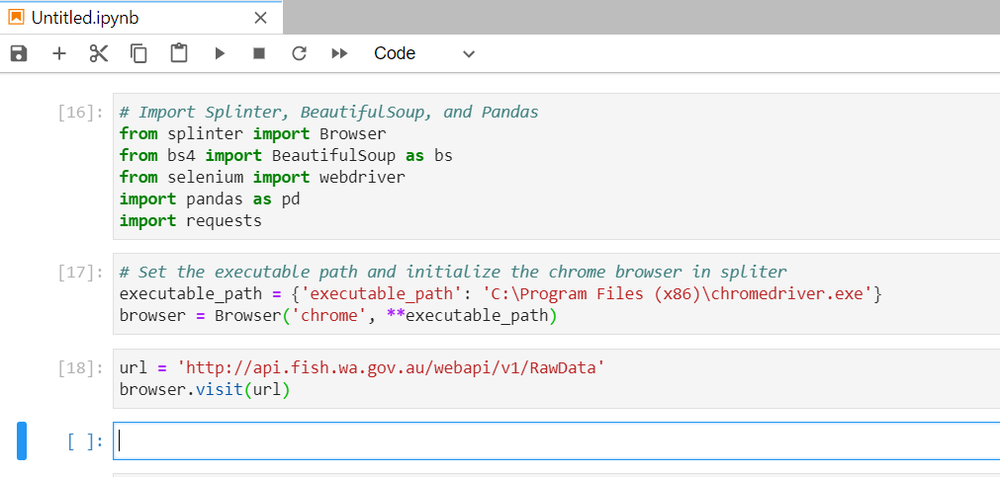 Untitled.ipynb
Code
[16]: # Import Splinter, BeautifulSoup, and Pandas
from splinter import Browser
from bs4 import BeautifulSoup as bs
from selenium import webdriver
import pandas as pd
import requests
[17]: # Set the executable path and initialize the chrome browser in spliter
executable_path = {'executable_path': 'C:\Program Files (x86)\chromedriver.exe'}
browser = Browser('chrome', **executable_path)
[18]: url = 'http://api.fish.wa.gov.au/webapi/v1/RawData'
browser.visit(url)
[ ]: